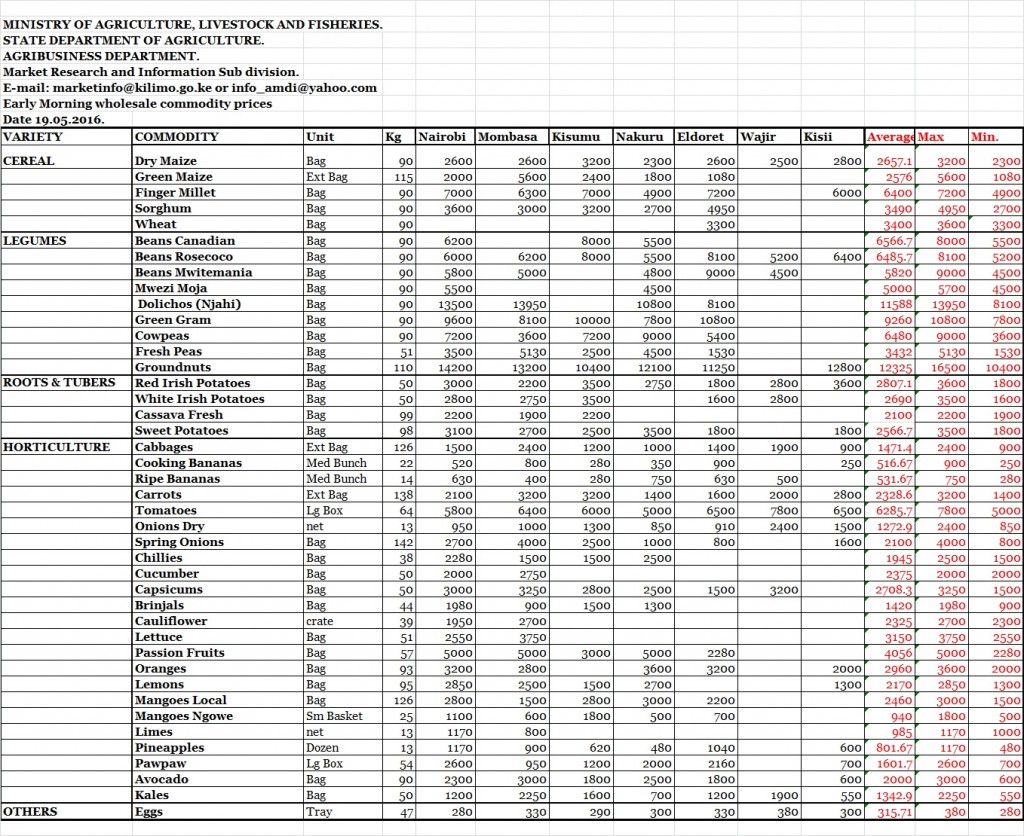 MINISTRY OF AGRICULTURE, LIVESTOCK AND FISHERIES.
STATE DEPARTMENT OF AGRICULTURE.
AGRIBUSINESS DEPARTMENT.
Market Research and Information Sub division.
E-mail: marketinfo@kilimo.go.ke or info_amdi@yahoo.com
Early Morning wholesale commodity prices
Date 19.05.2016.
VARIETY COMMODITY Unit Kg Nairobi Mombasa Kisumu Nakuru Eldoret Wajir Kisii Average Max Min.
CEREAL Dry Maize Bag 90 2600 2600 3200 2300 2600 2500 2800 2657.1 3200 2300
Green Maize Ext Bag 115 2000 5600 2400 1800 1080 2576 5600 1080
Finger Millet Bag 90 7000 6300 7000 4900 7200 6000 6400 7200 4900
Sorghum Bag 90 3600 3000 3200 2700 4950 3490 4950 2700
Wheat Bag 90 3300 3400 3600 3300
LEGUMES Beans Canadian Bag 90 6200 8000 5500 6566.7 8000 5500
Beans Rosecoco Bag 90 6000 6200 8000 5500 8100 5200 6400 6485.7 8100 5200
Beans Mwitemania Bag 90 5800 5000 4800 9000 4500 5820 9000 4500
Mwezi Moja Bag 90 5500 4500 5000 5700 4500
Dolichos (Njahi) Bag 90 13500 13950 10800 8100 11588 13950 8100
Green Gram Bag 90 9600 8100 10000 7800 10800 9260 10800 7800
Cowpeas Bag 90 7200 3600 7200 9000 5400 6480 9000 3600
Fresh Peas Bag 51 3500 5130 2500 4500 1530 3432 5130 1530
Groundnuts Bag 110 14200 13200 10400 12100 11250 12800 12325 16500 10400
ROOTS & TUBERS Red Irish Potatoes Bag 50 3000 2200 3500 2750 1800 2800 3600 2807.1 3600 1800
White Irish Potatoes Bag 50 2800 2750 3500 1600 2800 2690 3500 1600
Cassava Fresh Bag 99 2200 1900 2200 2100 2200 1900
Sweet Potatoes Bag 98 3100 2700 2500 3500 1800 1800 2566.7 3500 1800
HORTICULTURE Cabbages Ext Bag 126 1500 2400 1200 1000 1400 1900 900 1471.4 2400 900
Cooking Bananas Med Bunch 22 520 800 280 350 900 250 516.67 900 250
Ripe Bananas Med Bunch 14 630 400 280 750 630 500 531.67 750 280
Carrots Ext Bag 138 2100 3200 3200 1400 1600 2000 2800 2328.6 3200 1400
Tomatoes Lg Box 64 5800 6400 6000 5000 6500 7800 6500 6285.7 7800 5000
Onions Dry net 13 950 1000 1300 850 910 2400 1500 1272.9 2400 850
Spring Onions Bag 142 2700 4000 2500 1000 800 1600 2100 4000 800
Chillies Bag 38 2280 1500 1500 2500 1945 2500 1500
Cucumber Bag 50 2000 2750 2375 2000 2000
Capsicums Bag 50 3000 3250 2800 2500 1500 3200 2708.3 3250 1500
Brinjals Bag 44 1980 900 1500 1300 1420 1980 900
Cauliflower crate 39 1950 2700 2325 2700 2300
Lettuce Bag 51 2550 3750 3150 3750 2550
Passion Fruits Bag 57 5000 5000 3000 5000 2280 4056 5000 2280
Oranges Bag 93 3200 2800 3600 3200 2000 2960 3600 2000
Lemons Bag 95 2850 2500 1500 2700 1300 2170 2850 1300
Mangoes Local Bag 126 2800 1500 2800 3000 2200 2460 3000 1500
Mangoes Ngowe Sm Basket 25 1100 600 1800 500 700 940 1800 500
Limes net 13 1170 800 985 1170 1000
Pineapples Dozen 13 1170 900 620 480 1040 600 801.67 1170 480
Pawpaw Lg Box 54 2600 950 1200 2000 2160 700 1601.7 2600 700
Avocado Bag 90 2300 3000 1800 2500 1800 600 2000 3000 600
Kales Bag 50 1200 2250 1600 700 1200 1900 550 1342.9 2250 550
OTHERS Eggs Tray 47 280 330 290 300 330 380 300 315.71 380 280